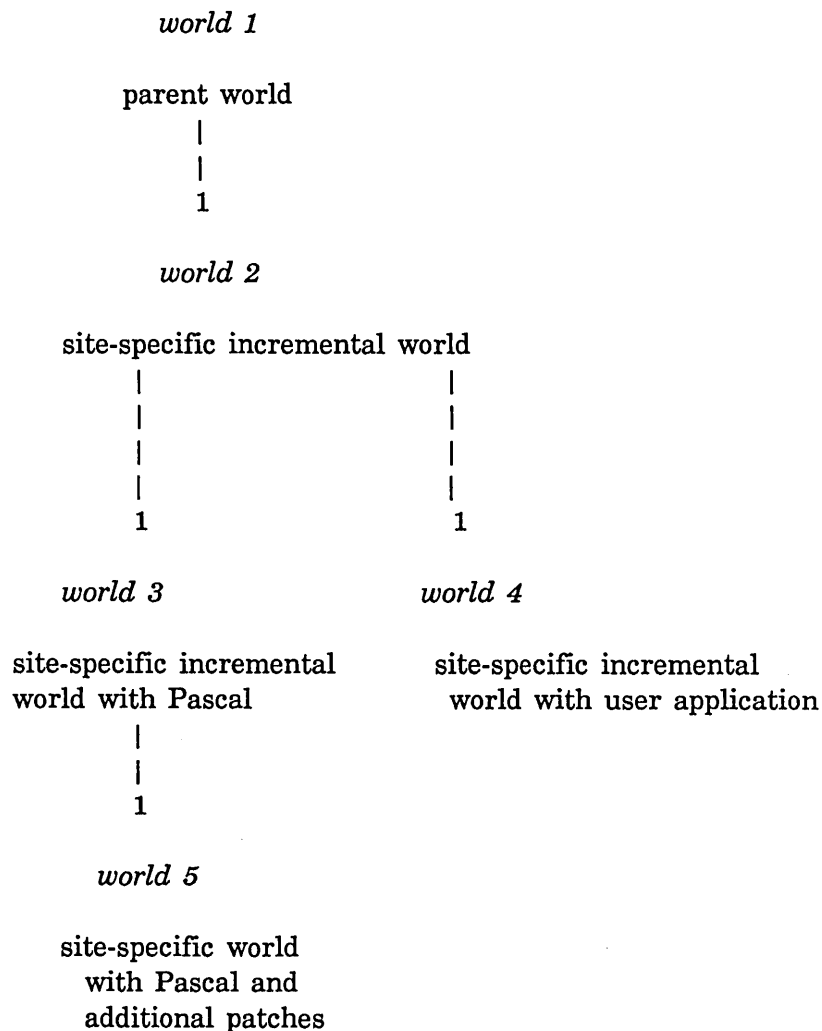 world 1
parent world
|
|
1
world 2
site-specific incremental world
| |
| |
| |
| |
1 1
world 3 world 4
site-specific incremental site-specific incremental
world with Pascal world with user application
|
|
1
world 5
site-specific world
with Pascal and
additional patches